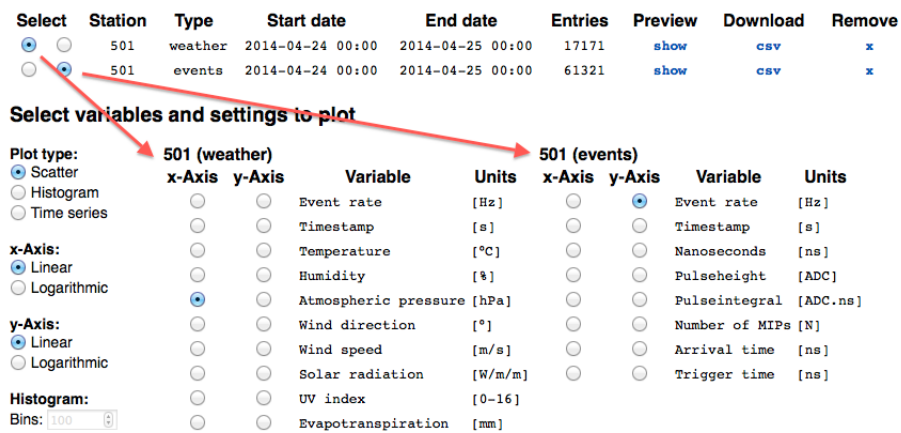 Select Station Type Start date End date Entries Preview Download Remove
501 weather 2014-04-24 00:00 2014-04-25 00:00 17171 show csv x
501 events 2014-04-24 00:00 2014-04-25 00:00 61321 show csv x
Select variables and settings to plot
Plot type:
Scatter
Histogram
Time series
x-Axis:
Linear
Logarithmic
y-Axis:
Linear
Logarithmic
Histogram:
Bins: 100
501 (weather)
x-Axis y-Axis Variable Units
Event rate [Hz]
Timestamp [s]
Temperature [°C]
Humidity [%]
Atmospheric pressure [hPa]
Wind direction [°]
Wind speed [m/s]
Solar radiation [W/m/m]
UV index [0-16]
Evapotranspiration [mm]
501 (events)
x-Axis y-Axis Variable Units
Event rate [Hz]
Timestamp [s]
Nanoseconds [ns]
Pulseheight [ADC]
Pulseintegral [ADC.ns]
Number of MIPs [N]
Arrival time [ns]
Trigger time [ns]